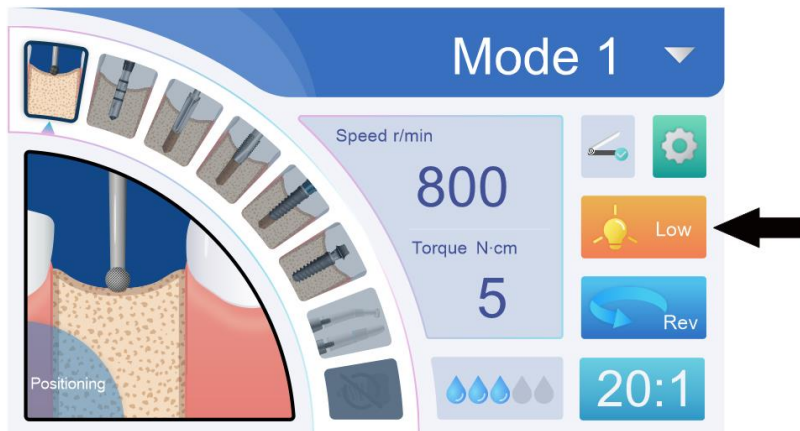 Mode 1
Speed r/min
800
Torque N·cm
5
Low
Rev
20:1
Positioning